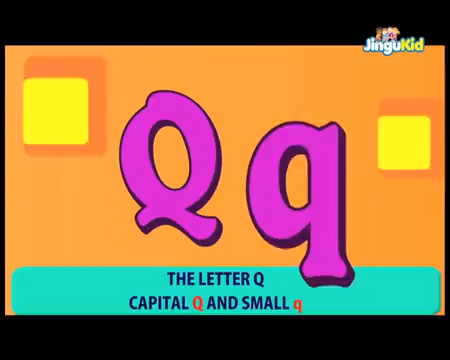 JinguKid
Q q
THE LETTER Q
CAPITAL Q AND SMALL q